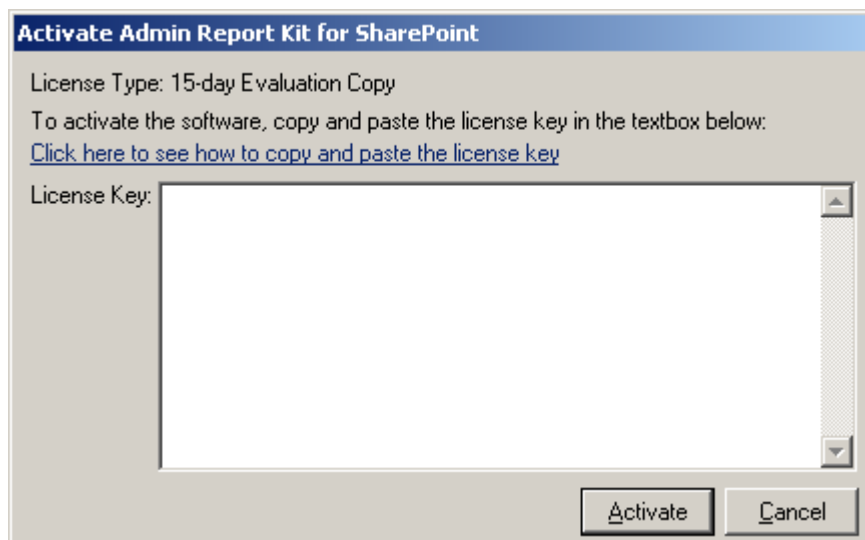 Activate Admin Report Kit for SharePoint
License Type: 15-day Evaluation Copy
To activate the software, copy and paste the license key in the textbox below:
Click here to see how to copy and paste the license key
License Key:
Activate Cancel